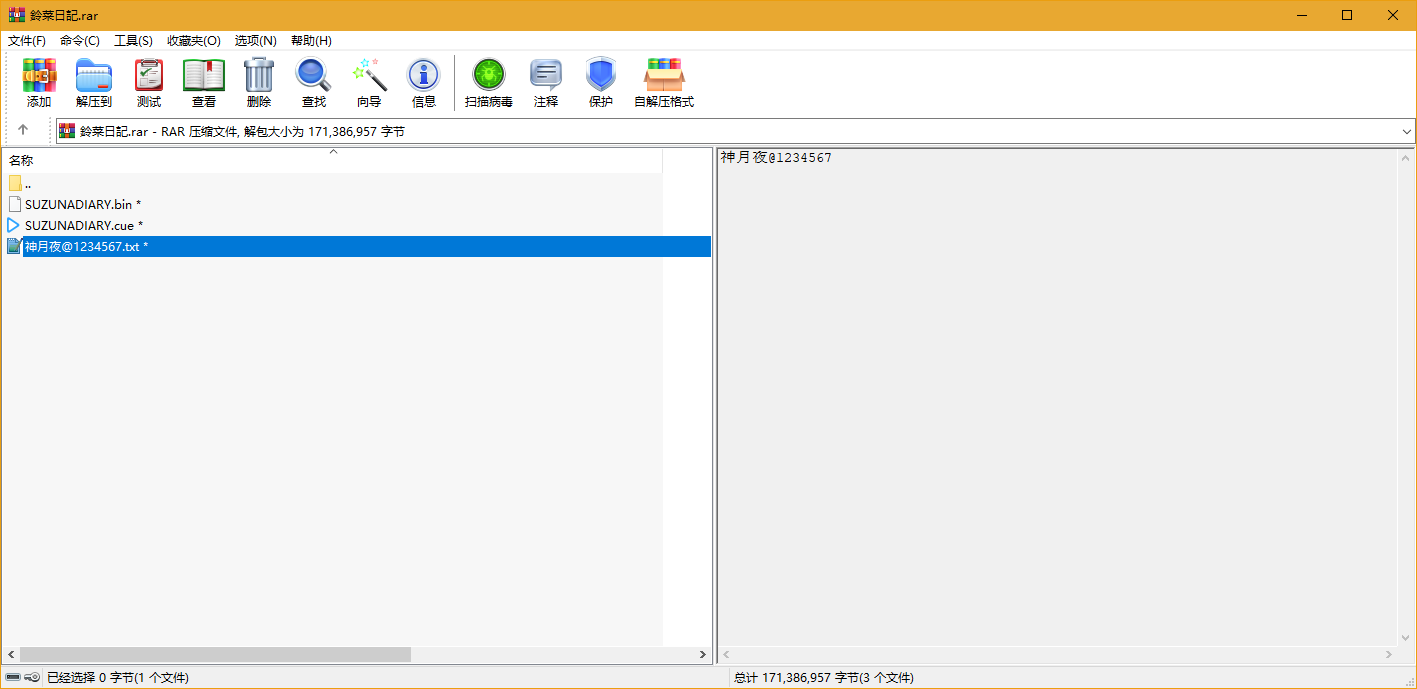 鈴菜日記.rar
文件(F) 命令(C) 工具(S) 收藏夹(O) 选项(N) 帮助(H)
添加 解压到 测试 查看 删除 查找 向导 信息 扫描病毒 注释 保护 自解压格式
鈴菜日記.rar - RAR 压缩文件, 解包大小为 171,386,957 字节
名称
..
SUZUNADIARY.bin *
SUZUNADIARY.cue *
神月夜@1234567.txt *
神月夜@1234567
已经选择 0 字节(1 个文件)
总计 171,386,957 字节(3 个文件)